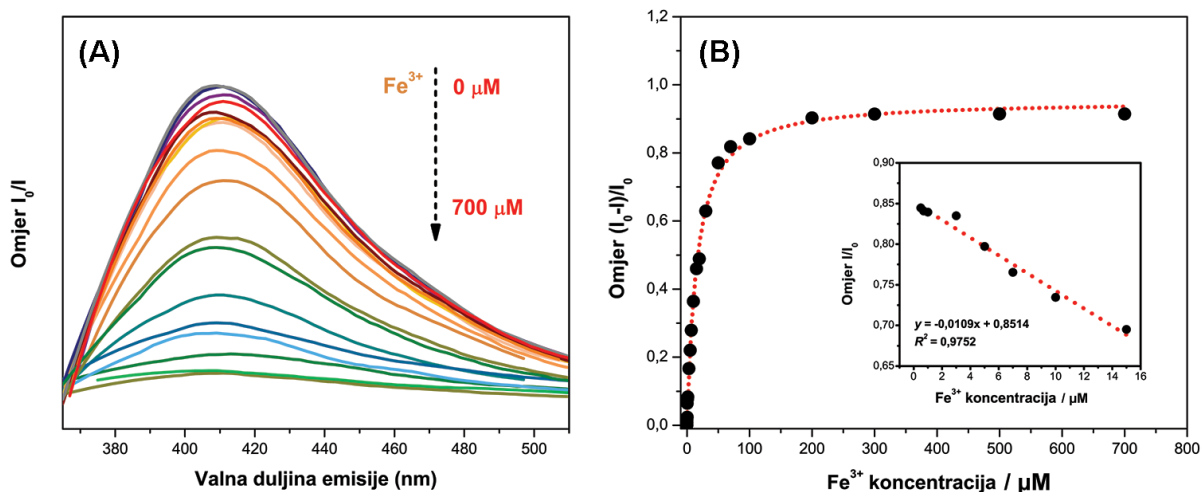 (A)
Fe³⁺
0 μM
700 μM
Omjer I₀/I
380 400 420 440 460 480 500
Valna duljina emisije (nm)
(B)
1,2
1,0
0,8
0,6
0,4
0,2
0,0
Omjer (I₀-I)/I₀
0 100 200 300 400 500 600 700 800
Fe³⁺ koncentracija / μM
0,90
0,85
0,80
0,75
0,70
0,65
Omjer I/I₀
y = -0,0109x + 0,8514
R² = 0,9752
0 2 4 6 8 10 12 14 16
Fe³⁺ koncentracija / μM